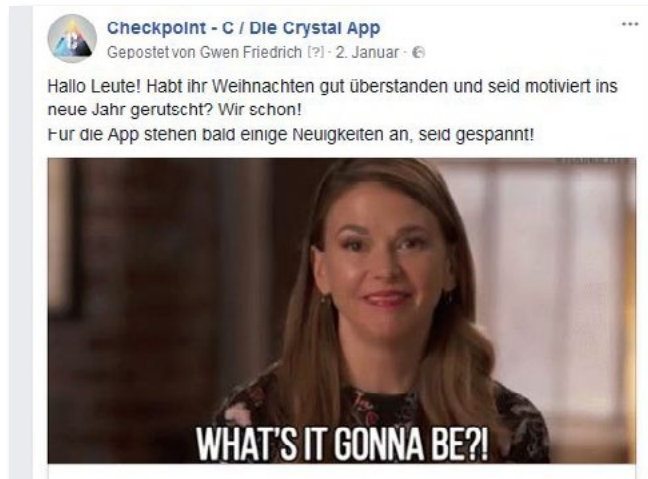 Checkpoint - C / Die Crystal App
Gepostet von Gwen Friedrich [?] · 2. Januar ·
Hallo Leute! Habt ihr Weihnachten gut überstanden und seid motiviert ins
neue Jahr gerutscht? Wir schon!
Für die App stehen bald einige Neuigkeiten an, seid gespannt!
WHAT'S IT GONNA BE?!